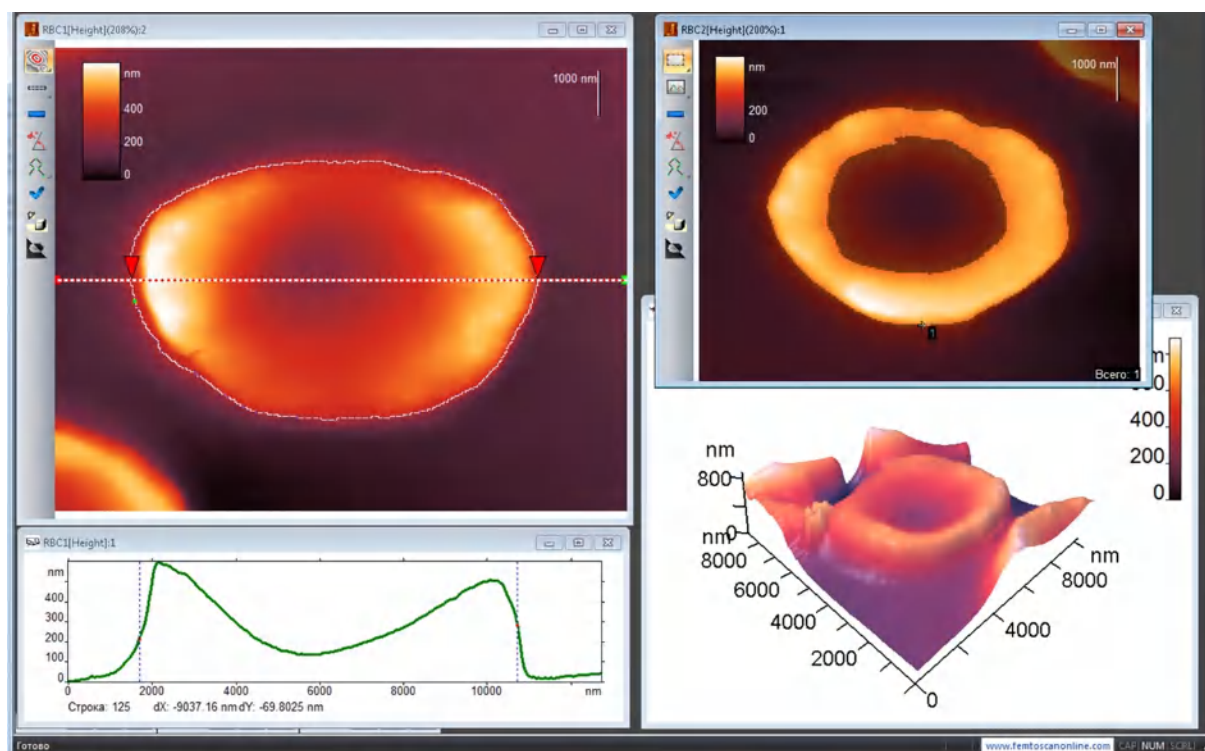 RBC1[Height](208%):2
nm
400
200
0
1000 nm
RBC2[Height](200%):1
nm
200
0
1000 nm
1
Всего: 1
RBC1[Height]:1
nm
400
300
200
100
0
0
2000
4000
6000
8000
10000
nm
Строка: 125 dX: -9037.16 nm dY: -69.8025 nm
400
200
0
nm
800
0
nm
8000
6000
4000
2000
0
4000
8000
nm
Готово
www.femtoscanonline.com
CAP NUM SCRL